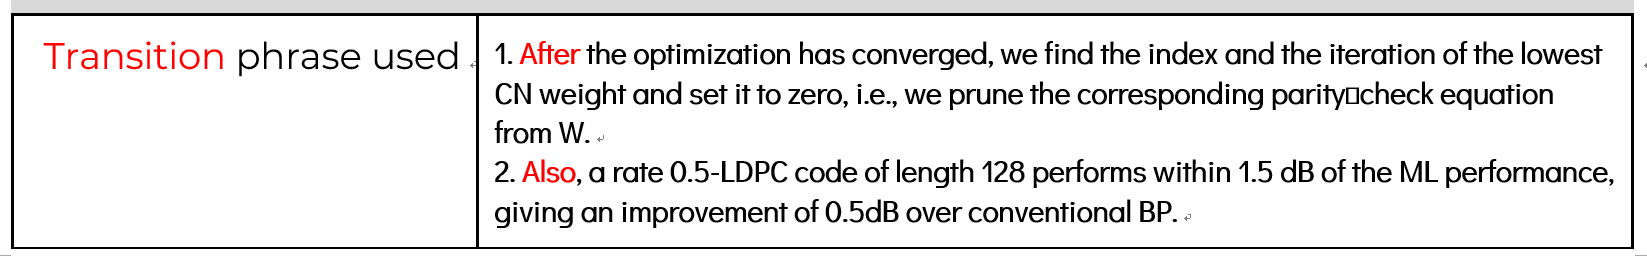 Transition phrase used
1. After the optimization has converged, we find the index and the iteration of the lowest
CN weight and set it to zero, i.e., we prune the corresponding parity□check equation
from W.
2. Also, a rate 0.5-LDPC code of length 128 performs within 1.5 dB of the ML performance,
giving an improvement of 0.5dB over conventional BP.